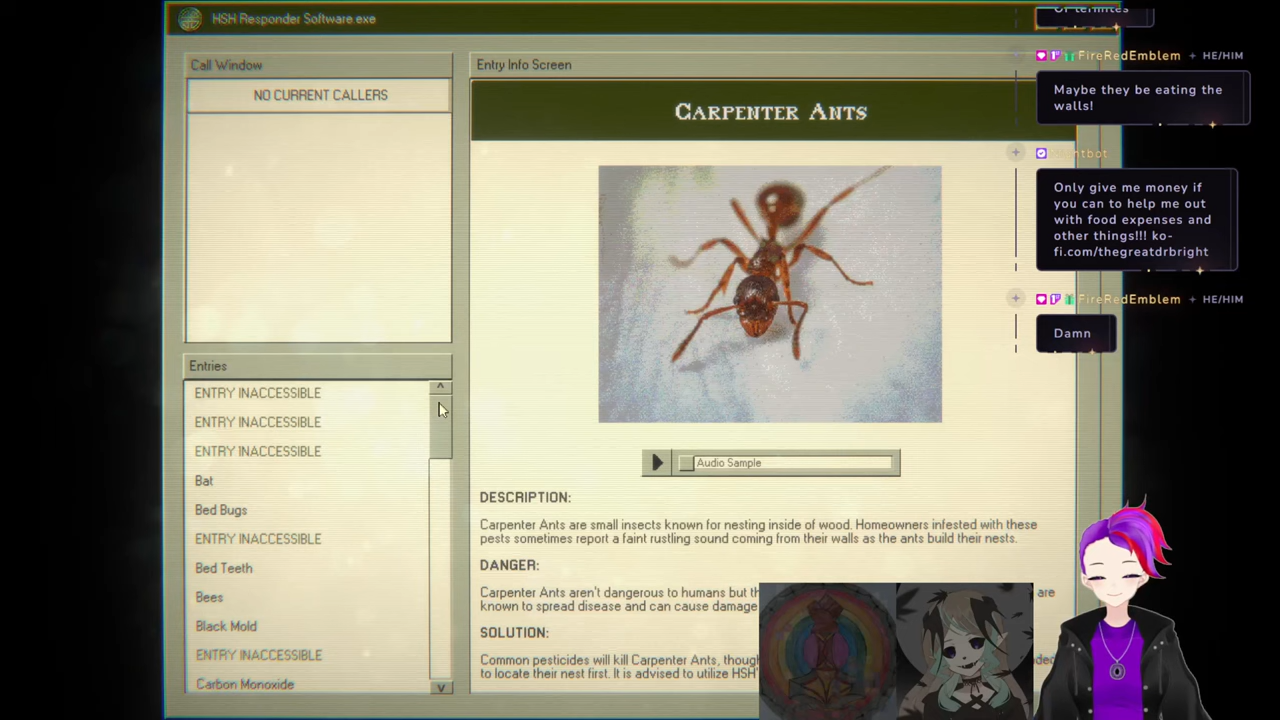 HSH Responder Software exe
Call Window
NO CURRENT CALLERS
Entries
ENTRY INACCESSIBLE
ENTRY INACCESSIBLE
ENTRY INACCESSIBLE
Bat
Bed Bugs
ENTRY INACCESSIBLE
Bed Teeth
Bees
Black Mold
ENTRY INACCESSIBLE
Carbon Monoxide
Entry Info Screen
CARPENTER ANTS
Audio Sample
DESCRIPTION:
Carpenter Ants are small insects known for nesting inside of wood. Homeowners infested with these
pests sometimes report a faint rustling sound coming from their walls as the ants build their nests.
DANGER:
Carpenter Ants aren't dangerous to humans but are
known to spread disease and can cause damage
SOLUTION:
Common pesticides will kill Carpenter Ants,
to locate their nest first. It is advised to utilize HSH'
Or termites
FireRedEmblem + HE/HIM
Maybe they be eating the
walls!
Only give me money if
you can to help me out
with food expenses and
other things!!! ko-
fi.com/thegreatdrbright
FireRedEmblem + HE/HIM
Damn